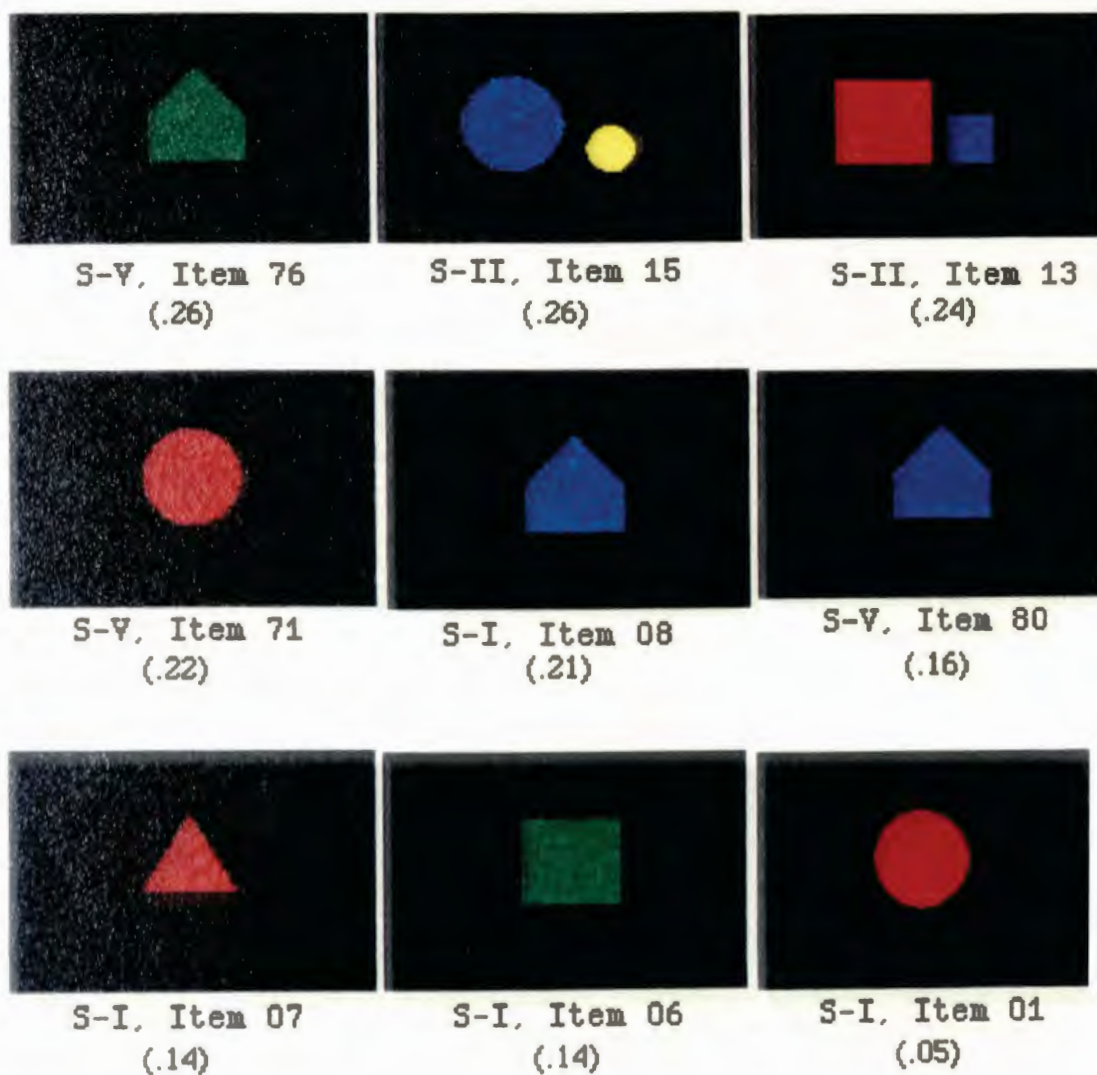 S-V, Item 76
(.26)
S-II, Item 15
(.26)
S-II, Item 13
(.24)
S-V, Item 71
(.22)
S-I, Item 08
(.21)
S-V, Item 80
(.16)
S-I, Item 07
(.14)
S-I, Item 06
(.14)
S-I, Item 01
(.05)